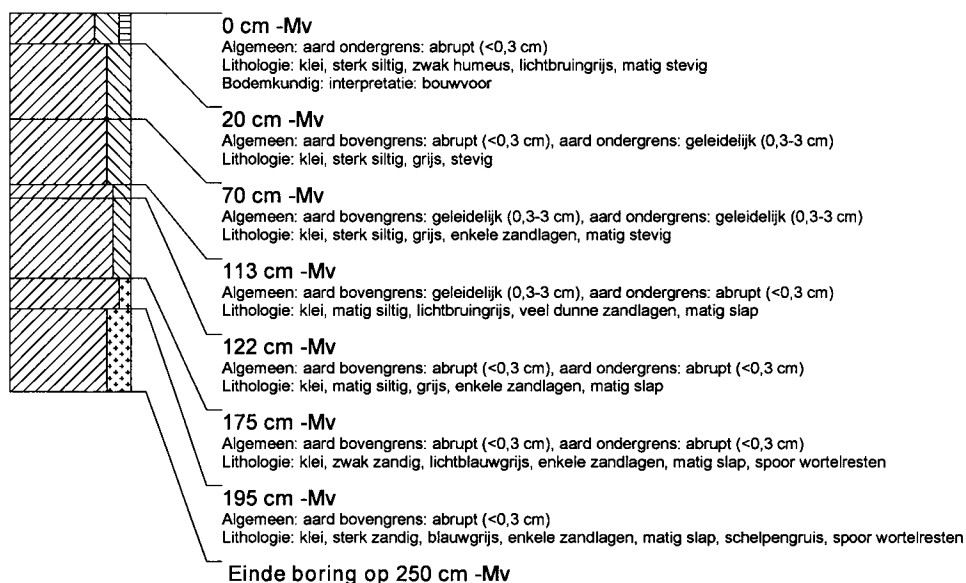 0 cm -Mv
Algemeen: aard ondergrens: abrupt (<0,3 cm)
Lithologie: klei, sterk siltig, zwak humeus, lichtbruingrijs, matig stevig
Bodemkundig: interpretatie: bouwvoor
20 cm -Mv
Algemeen: aard bovengrens: abrupt (<0,3 cm), aard ondergrens: geleidelijk (0,3-3 cm)
Lithologie: klei, sterk siltig, grijs, stevig
70 cm -Mv
Algemeen: aard bovengrens: geleidelijk (0,3-3 cm), aard ondergrens: geleidelijk (0,3-3 cm)
Lithologie: klei, sterk siltig, grijs, enkele zandlagen, matig stevig
113 cm -Mv
Algemeen: aard bovengrens: geleidelijk (0,3-3 cm), aard ondergrens: abrupt (<0,3 cm)
Lithologie: klei, matig siltig, lichtbruingrijs, veel dunne zandlagen, matig slap
122 cm -Mv
Algemeen: aard bovengrens: abrupt (<0,3 cm), aard ondergrens: abrupt (<0,3 cm)
Lithologie: klei, matig siltig, grijs, enkele zandlagen, matig slap
175 cm -Mv
Algemeen: aard bovengrens: abrupt (<0,3 cm), aard ondergrens: abrupt (<0,3 cm)
Lithologie: klei, zwak zandig, lichtblauwgrijs, enkele zandlagen, matig slap, spoor wortelresten
195 cm -Mv
Algemeen: aard bovengrens: abrupt (<0,3 cm)
Lithologie: klei, sterk zandig, blauwgrijs, enkele zandlagen, matig slap, schelpengruis, spoor wortelresten
Einde boring op 250 cm -Mv